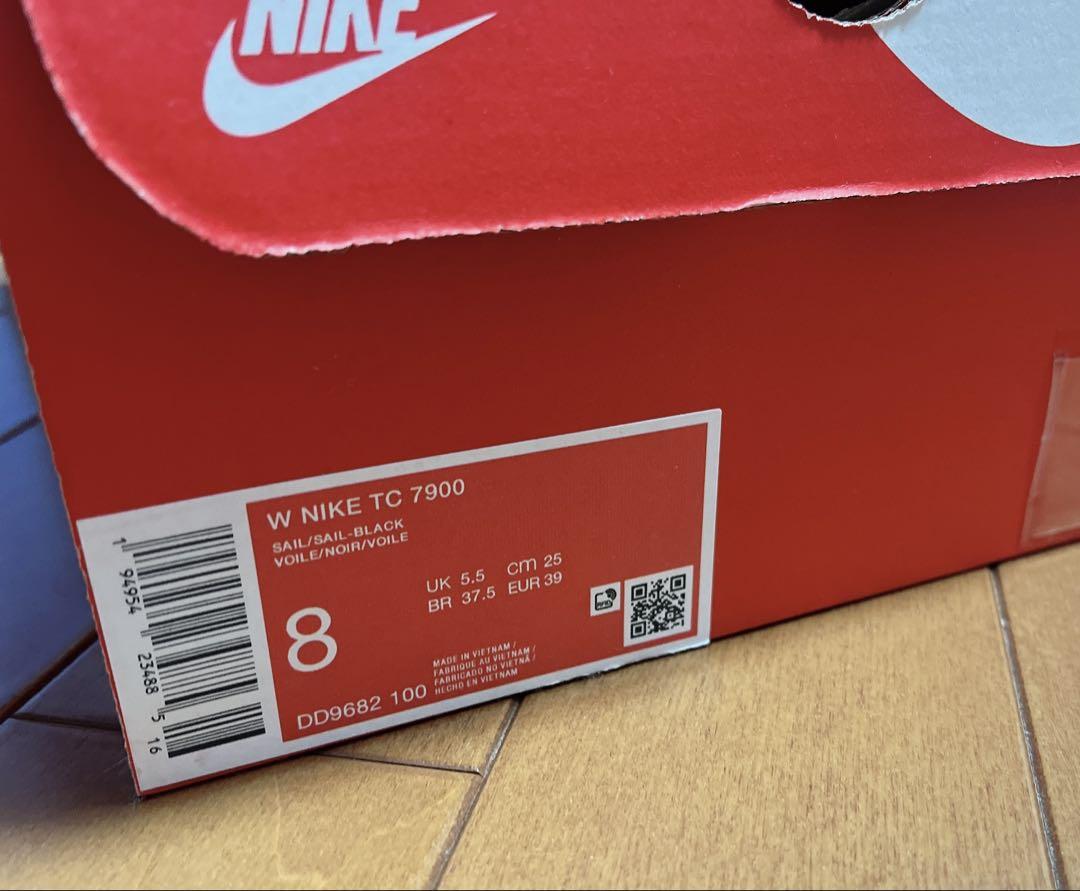 NIKE
W NIKE TC 7900
SAIL/SAIL-BLACK
VOILE/NOIR/VOILE
UK 5.5 cm 25
BR 37.5 EUR 39
8
MADE IN VIETNAM /
FABRIQUE AU VIETNAM /
FABRICADO NO VIETNÃ /
HECHO EN VIETNAM
DD9682 100
1 94954 23488 5 16